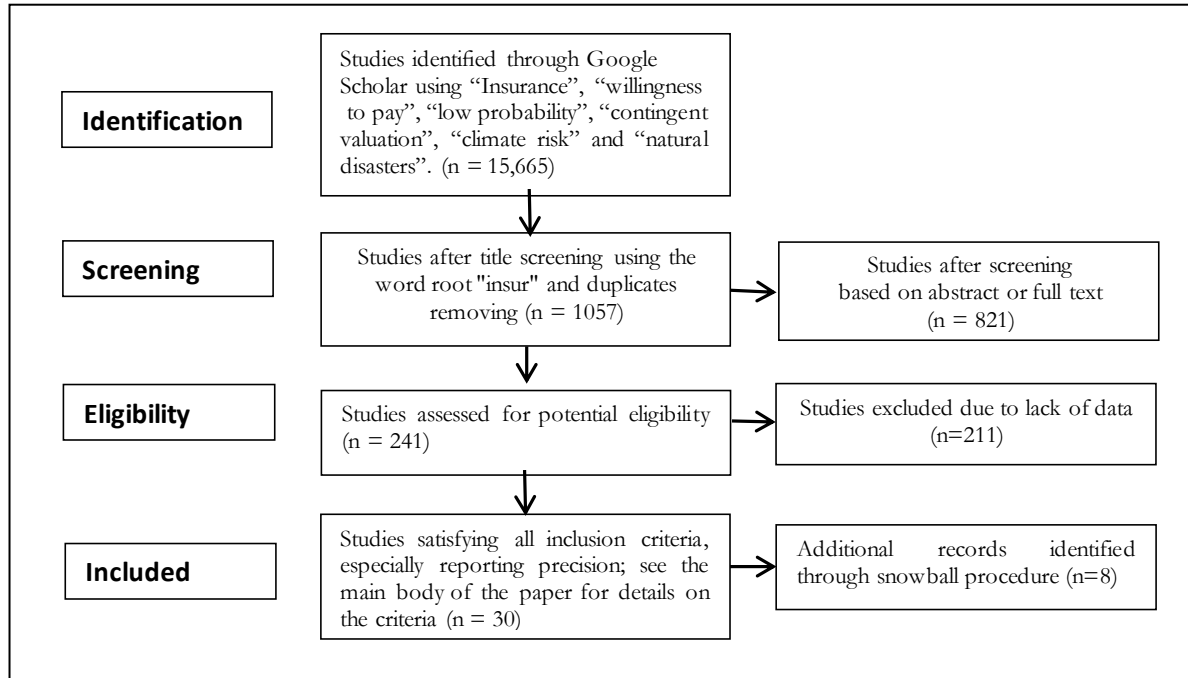 Identification
Studies identified through Google
Scholar using “Insurance”, “willingness
to pay”, “low probability”, “contingent
valuation”, “climate risk” and “natural
disasters”. (n = 15,665)
Screening
Studies after title screening using the
word root "insur" and duplicates
removing (n = 1057)
Studies after screening
based on abstract or full text
(n = 821)
Eligibility
Studies assessed for potential eligibility
(n = 241)
Studies excluded due to lack of data
(n=211)
Included
Studies satisfying all inclusion criteria,
especially reporting precision; see the
main body of the paper for details on
the criteria (n = 30)
Additional records identified
through snowball procedure (n=8)